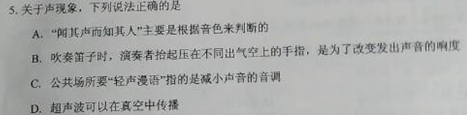 5. 关于声现象，下列说法正确的是
A. “闻其声而知其人”主要是根据音色来判断的
B. 吹奏笛子时，演奏者抬起压在不同出气空上的手指，是为了改变发出声音的响度
C. 公共场所要“轻声漫语”指的是减小声音的音调
D. 超声波可以在真空中传播